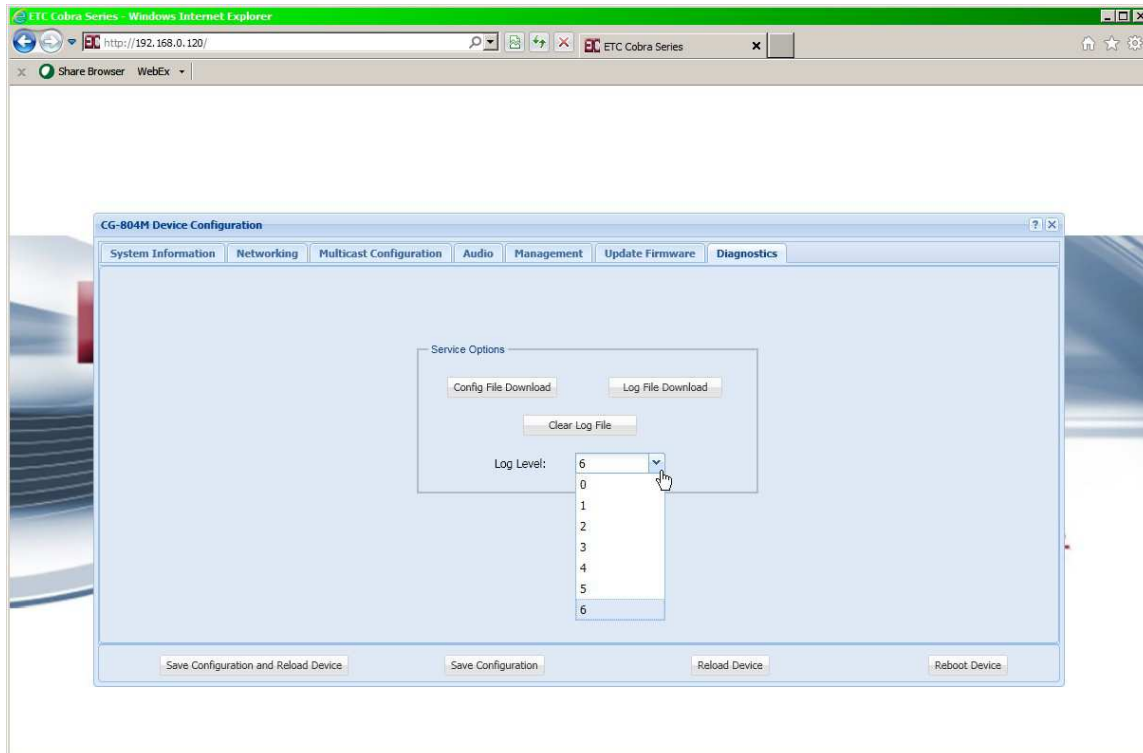 ETC Cobra Series - Windows Internet Explorer
http://192.168.0.120/
ETC Cobra Series
Share Browser WebEx
CG-804M Device Configuration
System Information Networking Multicast Configuration Audio Management Update Firmware Diagnostics
Service Options
Config File Download Log File Download
Clear Log File
Log Level: 6
0
1
2
3
4
5
6
Save Configuration and Reload Device Save Configuration Reload Device Reboot Device